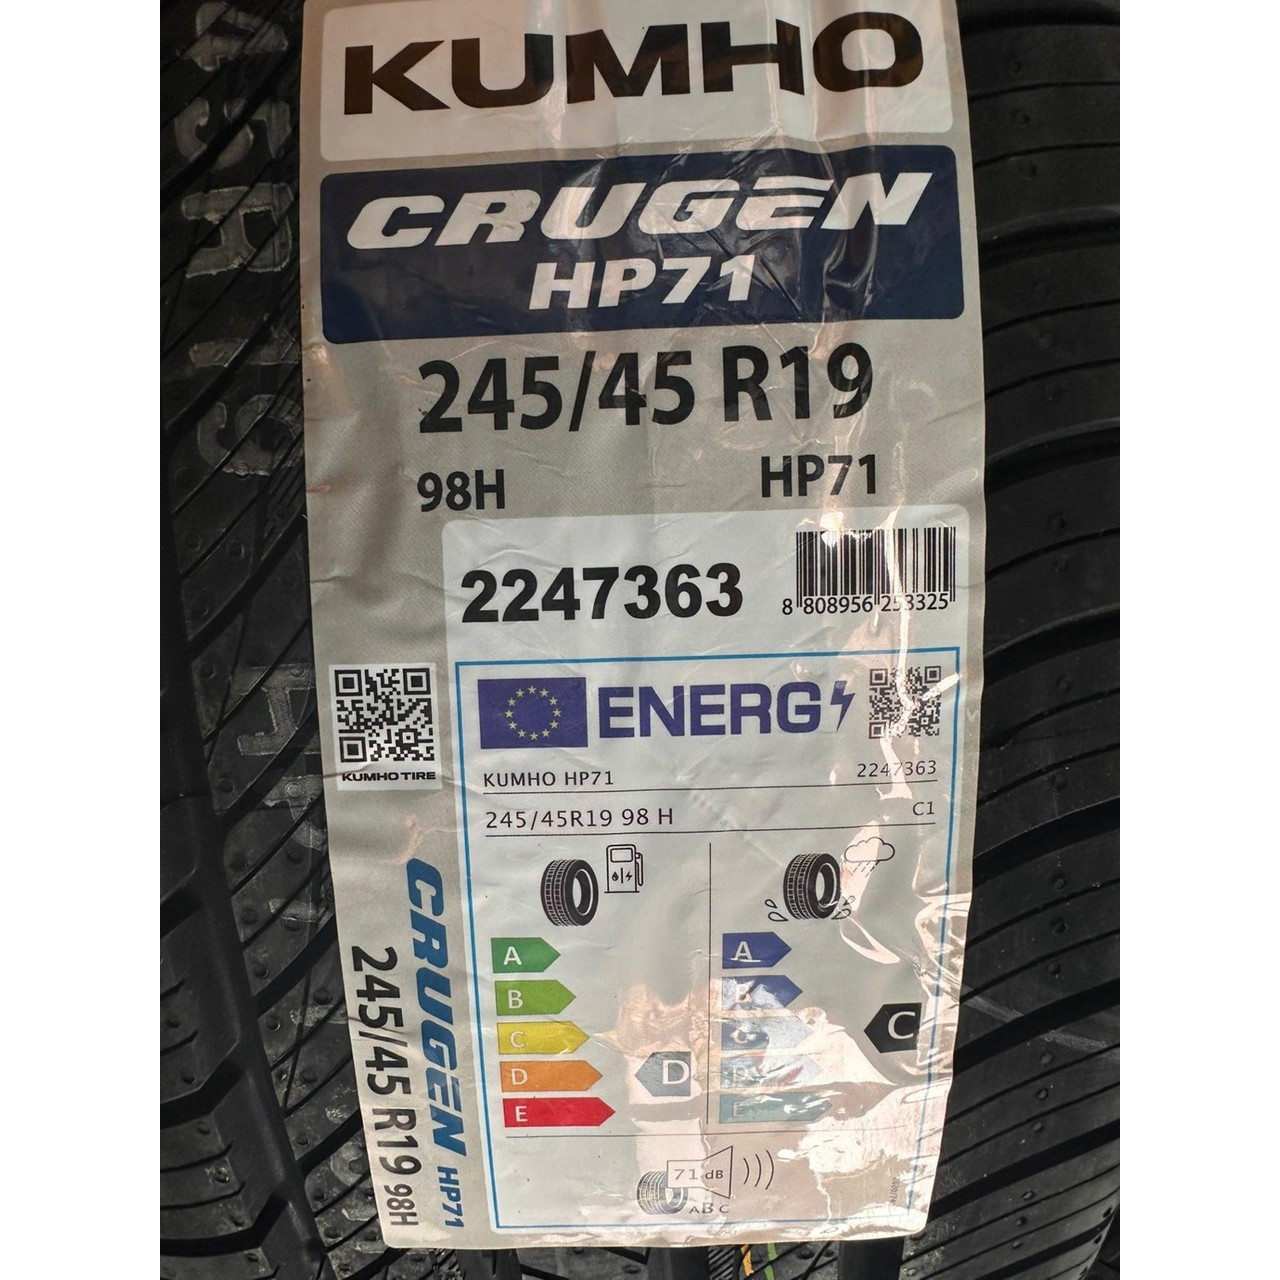 KUMHO
CRUGEN
HP71
245/45 R19
98H HP71
2247363
8 808956 253325
ENERG
KUMHO TIRE
KUMHO HP71 2247363
245/45R19 98 H C1
A
B
C
D
E
D
A
B
C
D
E
C
71 dB
ABC
CRUGEN HP71
245/45 R19 98H